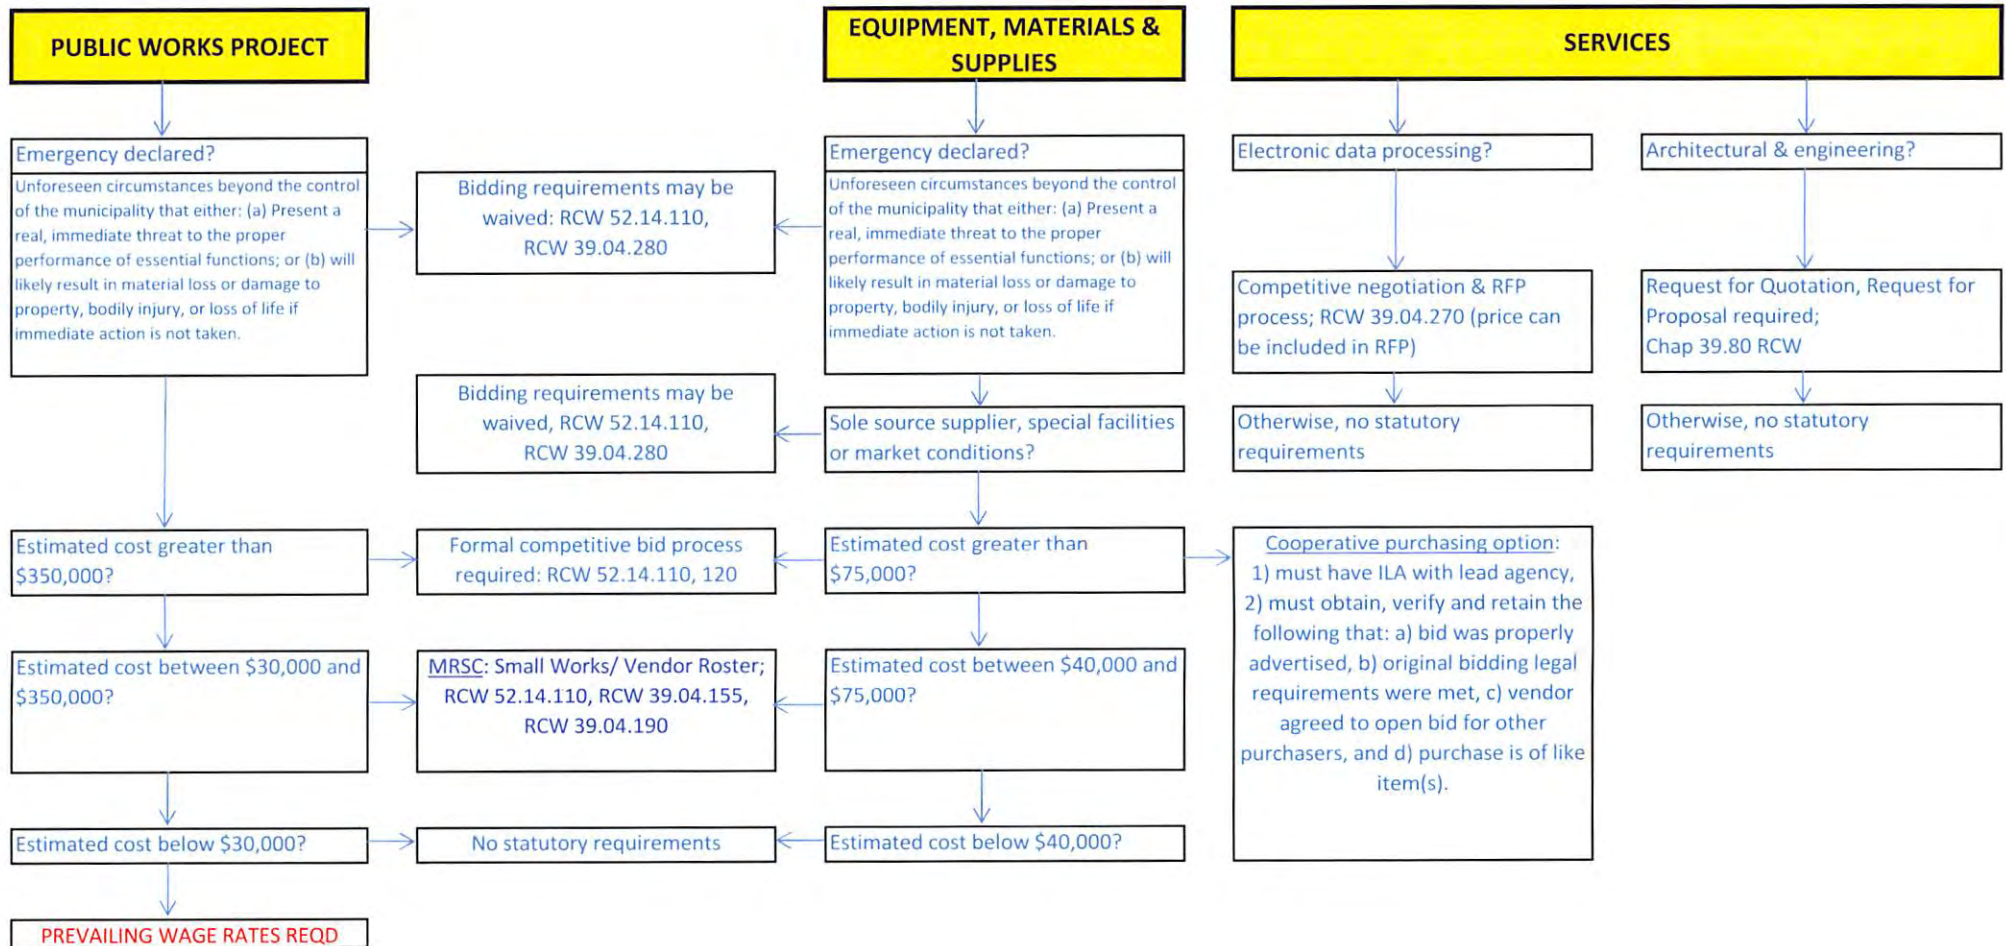 PUBLIC WORKS PROJECT
Emergency declared?
Unforeseen circumstances beyond the control
of the municipality that either: (a) Present a
real, immediate threat to the proper
performance of essential functions; or (b) will
likely result in material loss or damage to
property, bodily injury, or loss of life if
immediate action is not taken.
Estimated cost greater than
$350,000?
Estimated cost between $30,000 and
$350,000?
Estimated cost below $30,000?
PREVAILING WAGE RATES REQD
Bidding requirements may be
waived: RCW 52.14.110,
RCW 39.04.280
Bidding requirements may be
waived, RCW 52.14.110,
RCW 39.04.280
Formal competitive bid process
required: RCW 52.14.110, 120
MRSC: Small Works/ Vendor Roster;
RCW 52.14.110, RCW 39.04.155,
RCW 39.04.190
No statutory requirements
EQUIPMENT, MATERIALS &
SUPPLIES
Emergency declared?
Unforeseen circumstances beyond the control
of the municipality that either: (a) Present a
real, immediate threat to the proper
performance of essential functions; or (b) will
likely result in material loss or damage to
property, bodily injury, or loss of life if
immediate action is not taken.
Sole source supplier, special facilities
or market conditions?
Estimated cost greater than
$75,000?
Estimated cost between $40,000 and
$75,000?
Estimated cost below $40,000?
SERVICES
Electronic data processing?
Competitive negotiation & RFP
process; RCW 39.04.270 (price can
be included in RFP)
Otherwise, no statutory
requirements
Cooperative purchasing option:
1) must have ILA with lead agency,
2) must obtain, verify and retain the
following that: a) bid was properly
advertised, b) original bidding legal
requirements were met, c) vendor
agreed to open bid for other
purchasers, and d) purchase is of like
item(s).
Architectural & engineering?
Request for Quotation, Request for
Proposal required;
Chap 39.80 RCW
Otherwise, no statutory
requirements